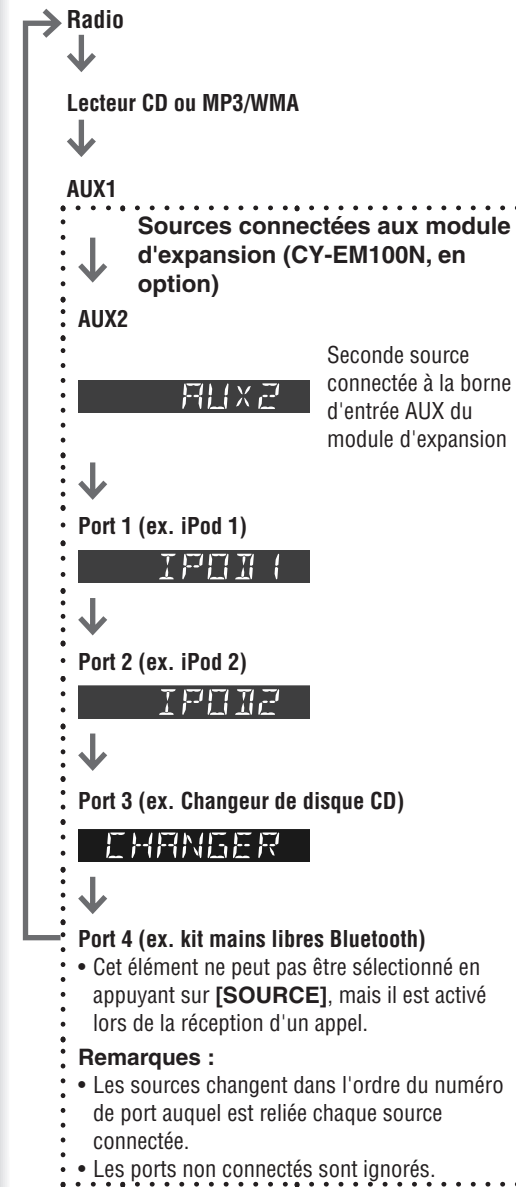 Radio
Lecteur CD ou MP3/WMA
AUX1
Sources connectées aux module
d'expansion (CY-EM100N, en
option)
AUX2
AUX2
Seconde source
connectée à la borne
d'entrée AUX du
module d'expansion
Port 1 (ex. iPod 1)
IPOD1
Port 2 (ex. iPod 2)
IPOD2
Port 3 (ex. Changeur de disque CD)
CHANGER
Port 4 (ex. kit mains libres Bluetooth)
• Cet élément ne peut pas être sélectionné en
appuyant sur [SOURCE], mais il est activé
lors de la réception d'un appel.
Remarques :
• Les sources changent dans l'ordre du numéro
de port auquel est reliée chaque source
connectée.
• Les ports non connectés sont ignorés.